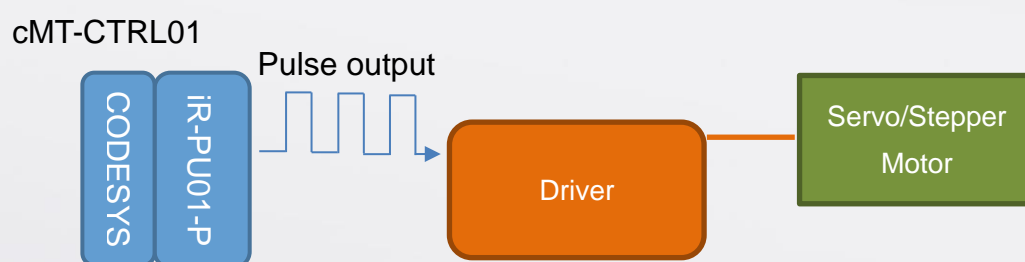 cMT-CTRL01
Pulse output
CODESYS
iR-PU01-P
Driver
Servo/Stepper
Motor